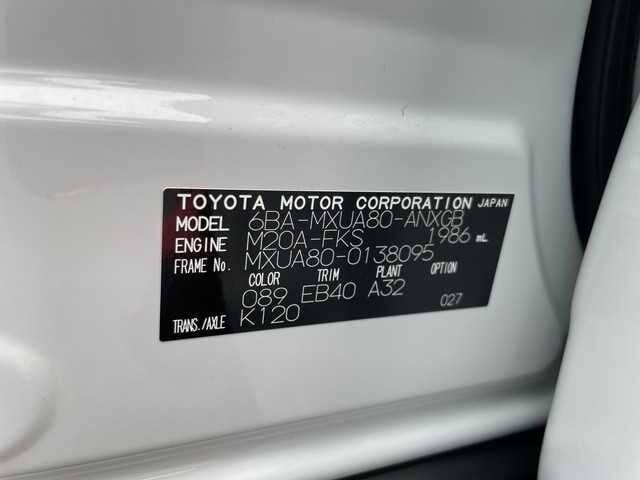 TOYOTA MOTOR CORPORATION JAPAN
MODEL 6BA-MXUA80-ANXGB
ENGINE M20A-FKS 1986 mL
FRAME No. MXUA80-0138095
COLOR TRIM PLANT OPTION
089 EB40 A32
TRANS./AXLE K120 027